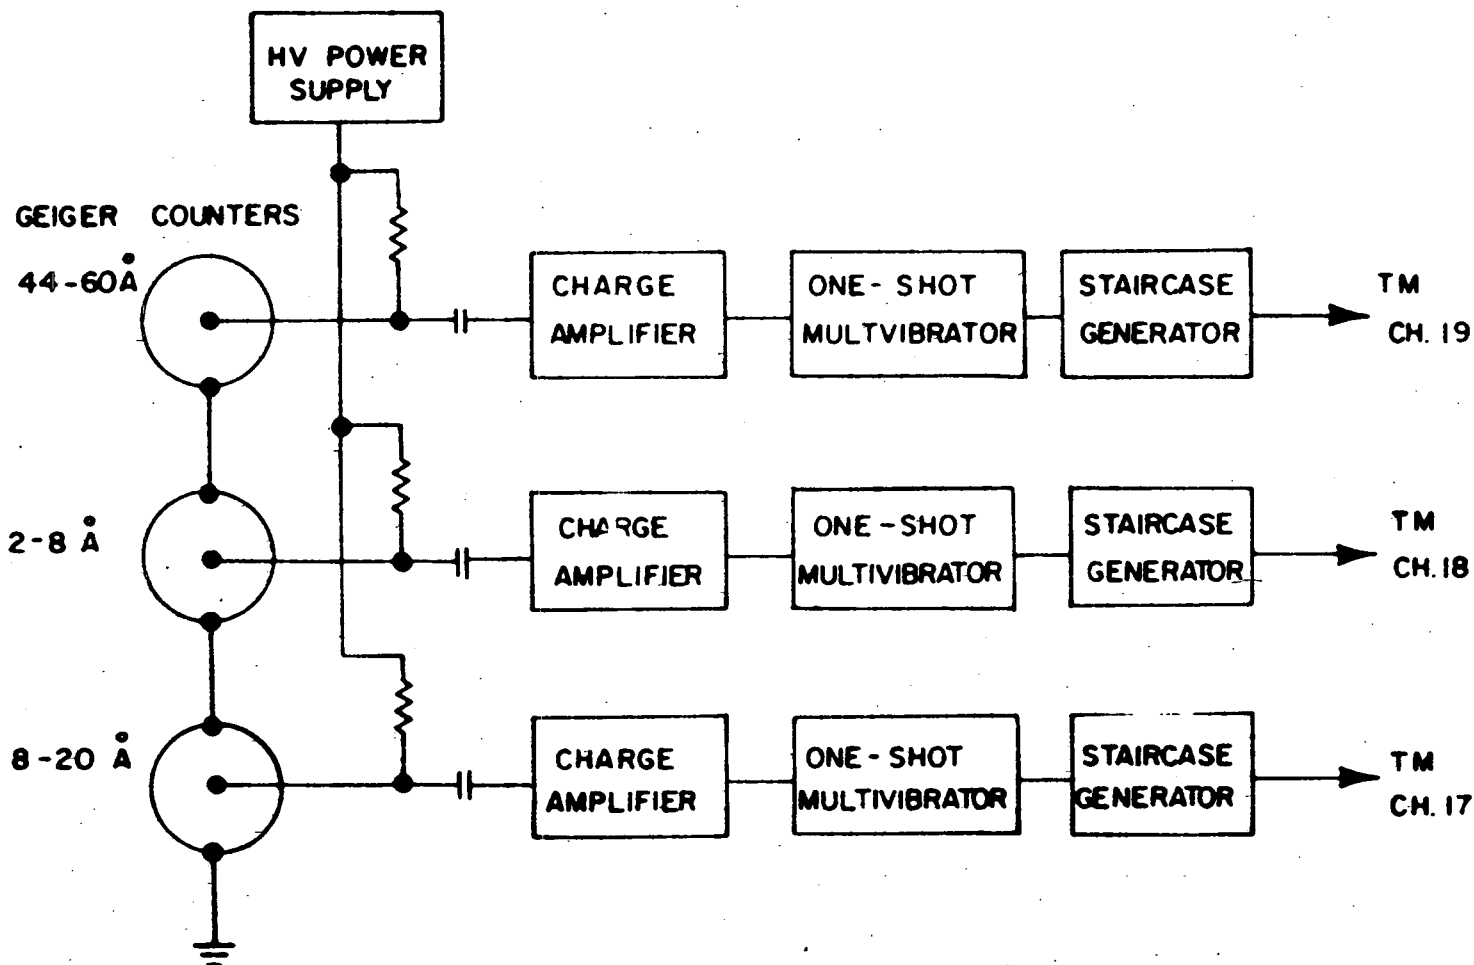 HV POWER
SUPPLY
GEIGER COUNTERS
44-60Å
CHARGE
AMPLIFIER
ONE-SHOT
MULTVIBRATOR
STAIRCASE
GENERATOR
TM
CH. 19
2-8 Å
CHARGE
AMPLIFIER
ONE-SHOT
MULTIVIBRATOR
STAIRCASE
GENERATOR
TM
CH. 18
8-20 Å
CHARGE
AMPLIFIER
ONE-SHOT
MULTIVIBRATOR
STAIRCASE
GENERATOR
TM
CH. 17